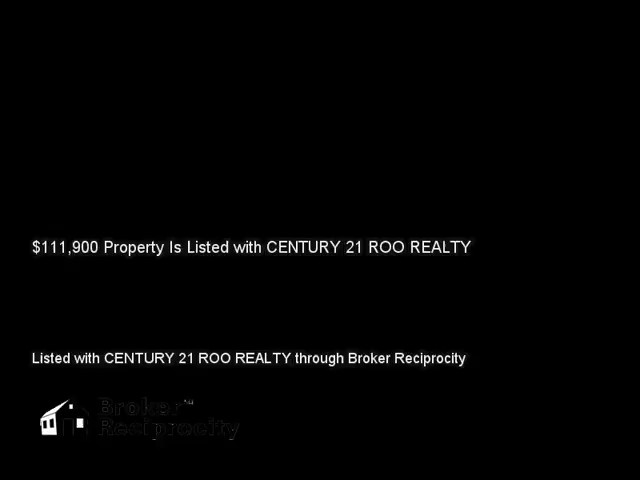 $111,900 Property Is Listed with CENTURY 21 ROO REALTY
Listed with CENTURY 21 ROO REALTY through Broker Reciprocity
Broker™
Reciprocity